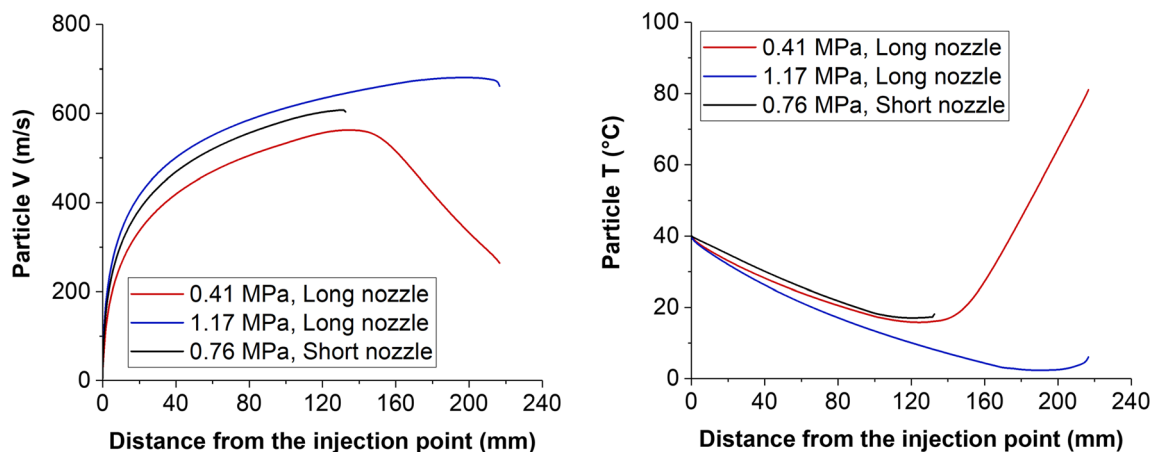 800
600
400
200
0
Particle V (m/s)
0.41 MPa, Long nozzle
1.17 MPa, Long nozzle
0.76 MPa, Short nozzle
0 40 80 120 160 200 240
Distance from the injection point (mm)
100
80
60
40
20
0
Particle T (°C)
0.41 MPa, Long nozzle
1.17 MPa, Long nozzle
0.76 MPa, Short nozzle
0 40 80 120 160 200 240
Distance from the injection point (mm)